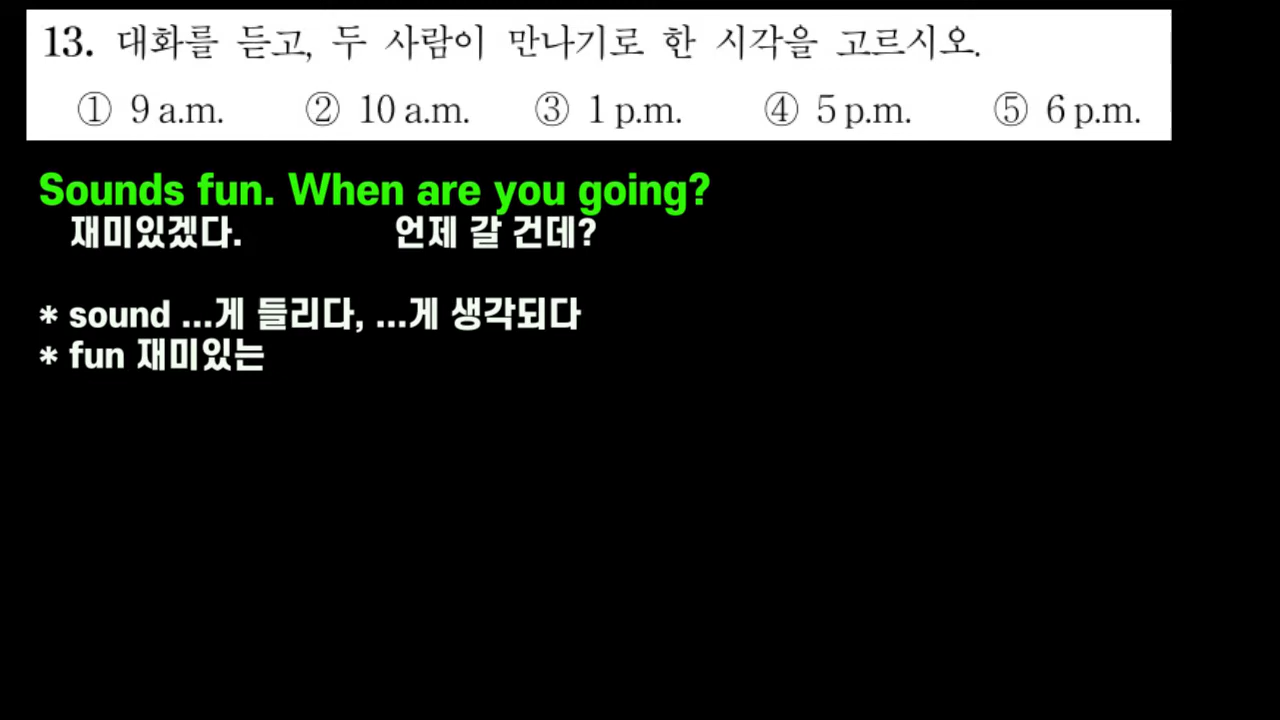 13. 대화를 듣고, 두 사람이 만나기로 한 시각을 고르시오.
① 9 a.m. ② 10 a.m. ③ 1 p.m. ④ 5 p.m. ⑤ 6 p.m.
Sounds fun. When are you going?
재미있겠다. 언제 갈 건데?
* sound ...게 들리다, ...게 생각되다
* fun 재미있는